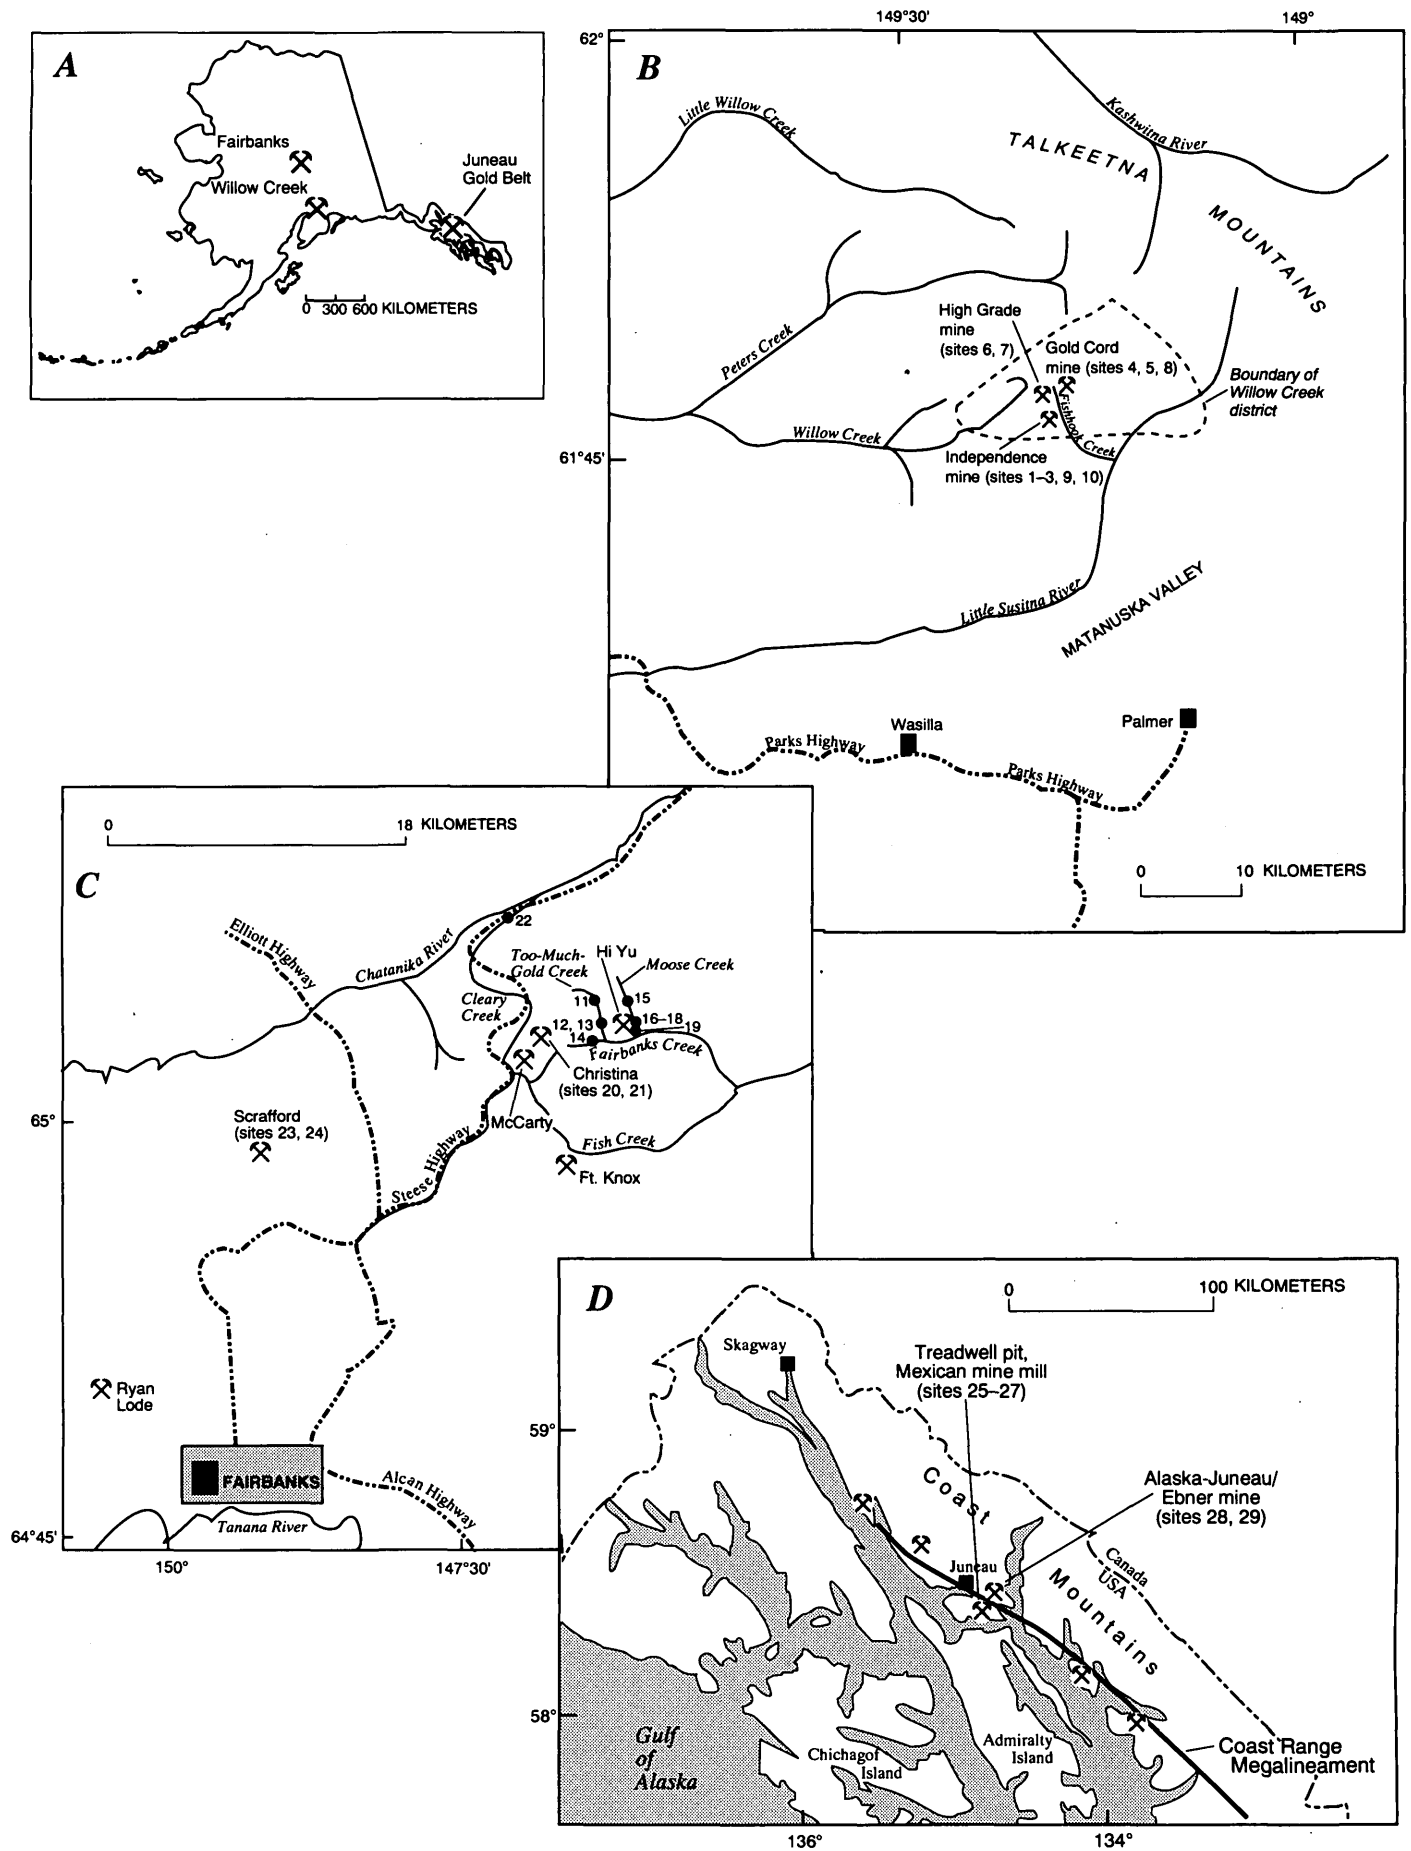 A
Fairbanks
Willow Creek
Juneau
Gold Belt
0 300 600 KILOMETERS
149°30'
149°
62°
B
Little Willow Creek
Kashwitna River
TALKEETNA
MOUNTAINS
High Grade
mine
(sites 6, 7)
Gold Cord
mine (sites 4, 5, 8)
Peters Creek
Fishhook Creek
Boundary of
Willow Creek
district
Willow Creek
61°45'
Independence
mine (sites 1–3, 9, 10)
Little Susitna River
MATANUSKA VALLEY
Wasilla
Palmer
Parks Highway
Parks Highway
0 10 KILOMETERS
0 18 KILOMETERS
C
22
Elliott Highway
Chatanika River
Too-Much-
Gold Creek
Hi Yu
Moose Creek
Cleary
Creek
11
15
12, 13
16–18
19
14
Fairbanks Creek
Christina
(sites 20, 21)
McCarty
65°
Scrafford
(sites 23, 24)
Fish Creek
Steese Highway
Ft. Knox
Ryan
Lode
FAIRBANKS
Alcan Highway
Tanana River
64°45'
150°
147°30'
D
0 100 KILOMETERS
Skagway
Treadwell pit,
Mexican mine mill
(sites 25–27)
59°
Coast
Alaska-Juneau/
Ebner mine
(sites 28, 29)
Juneau
Canada
USA
Mountains
58°
Gulf
of
Alaska
Chichagof
Island
Admiralty
Island
Coast Range
Megalineament
136°
134°